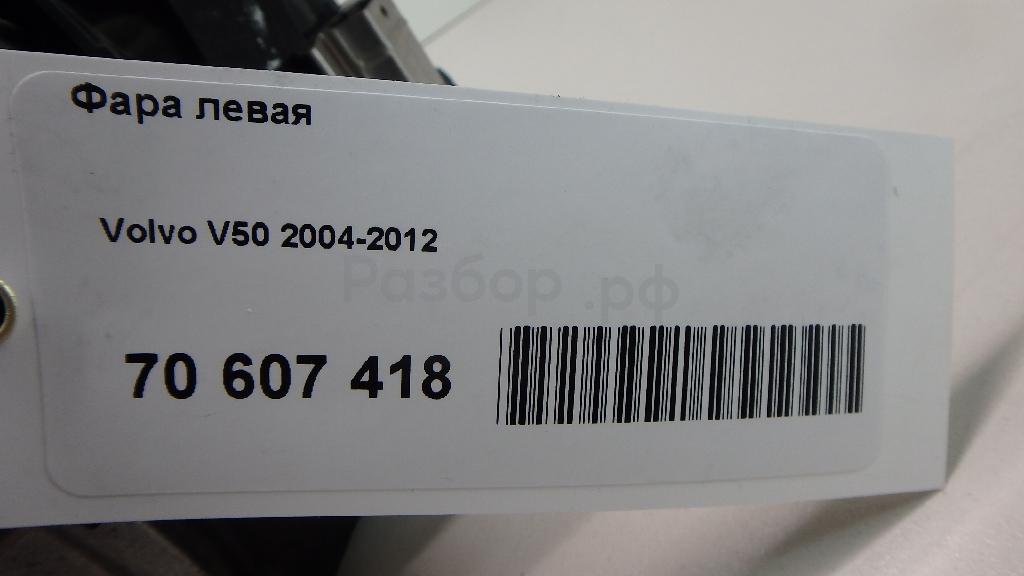 Фара левая
Volvo V50 2004-2012
Разбор .рф
70 607 418